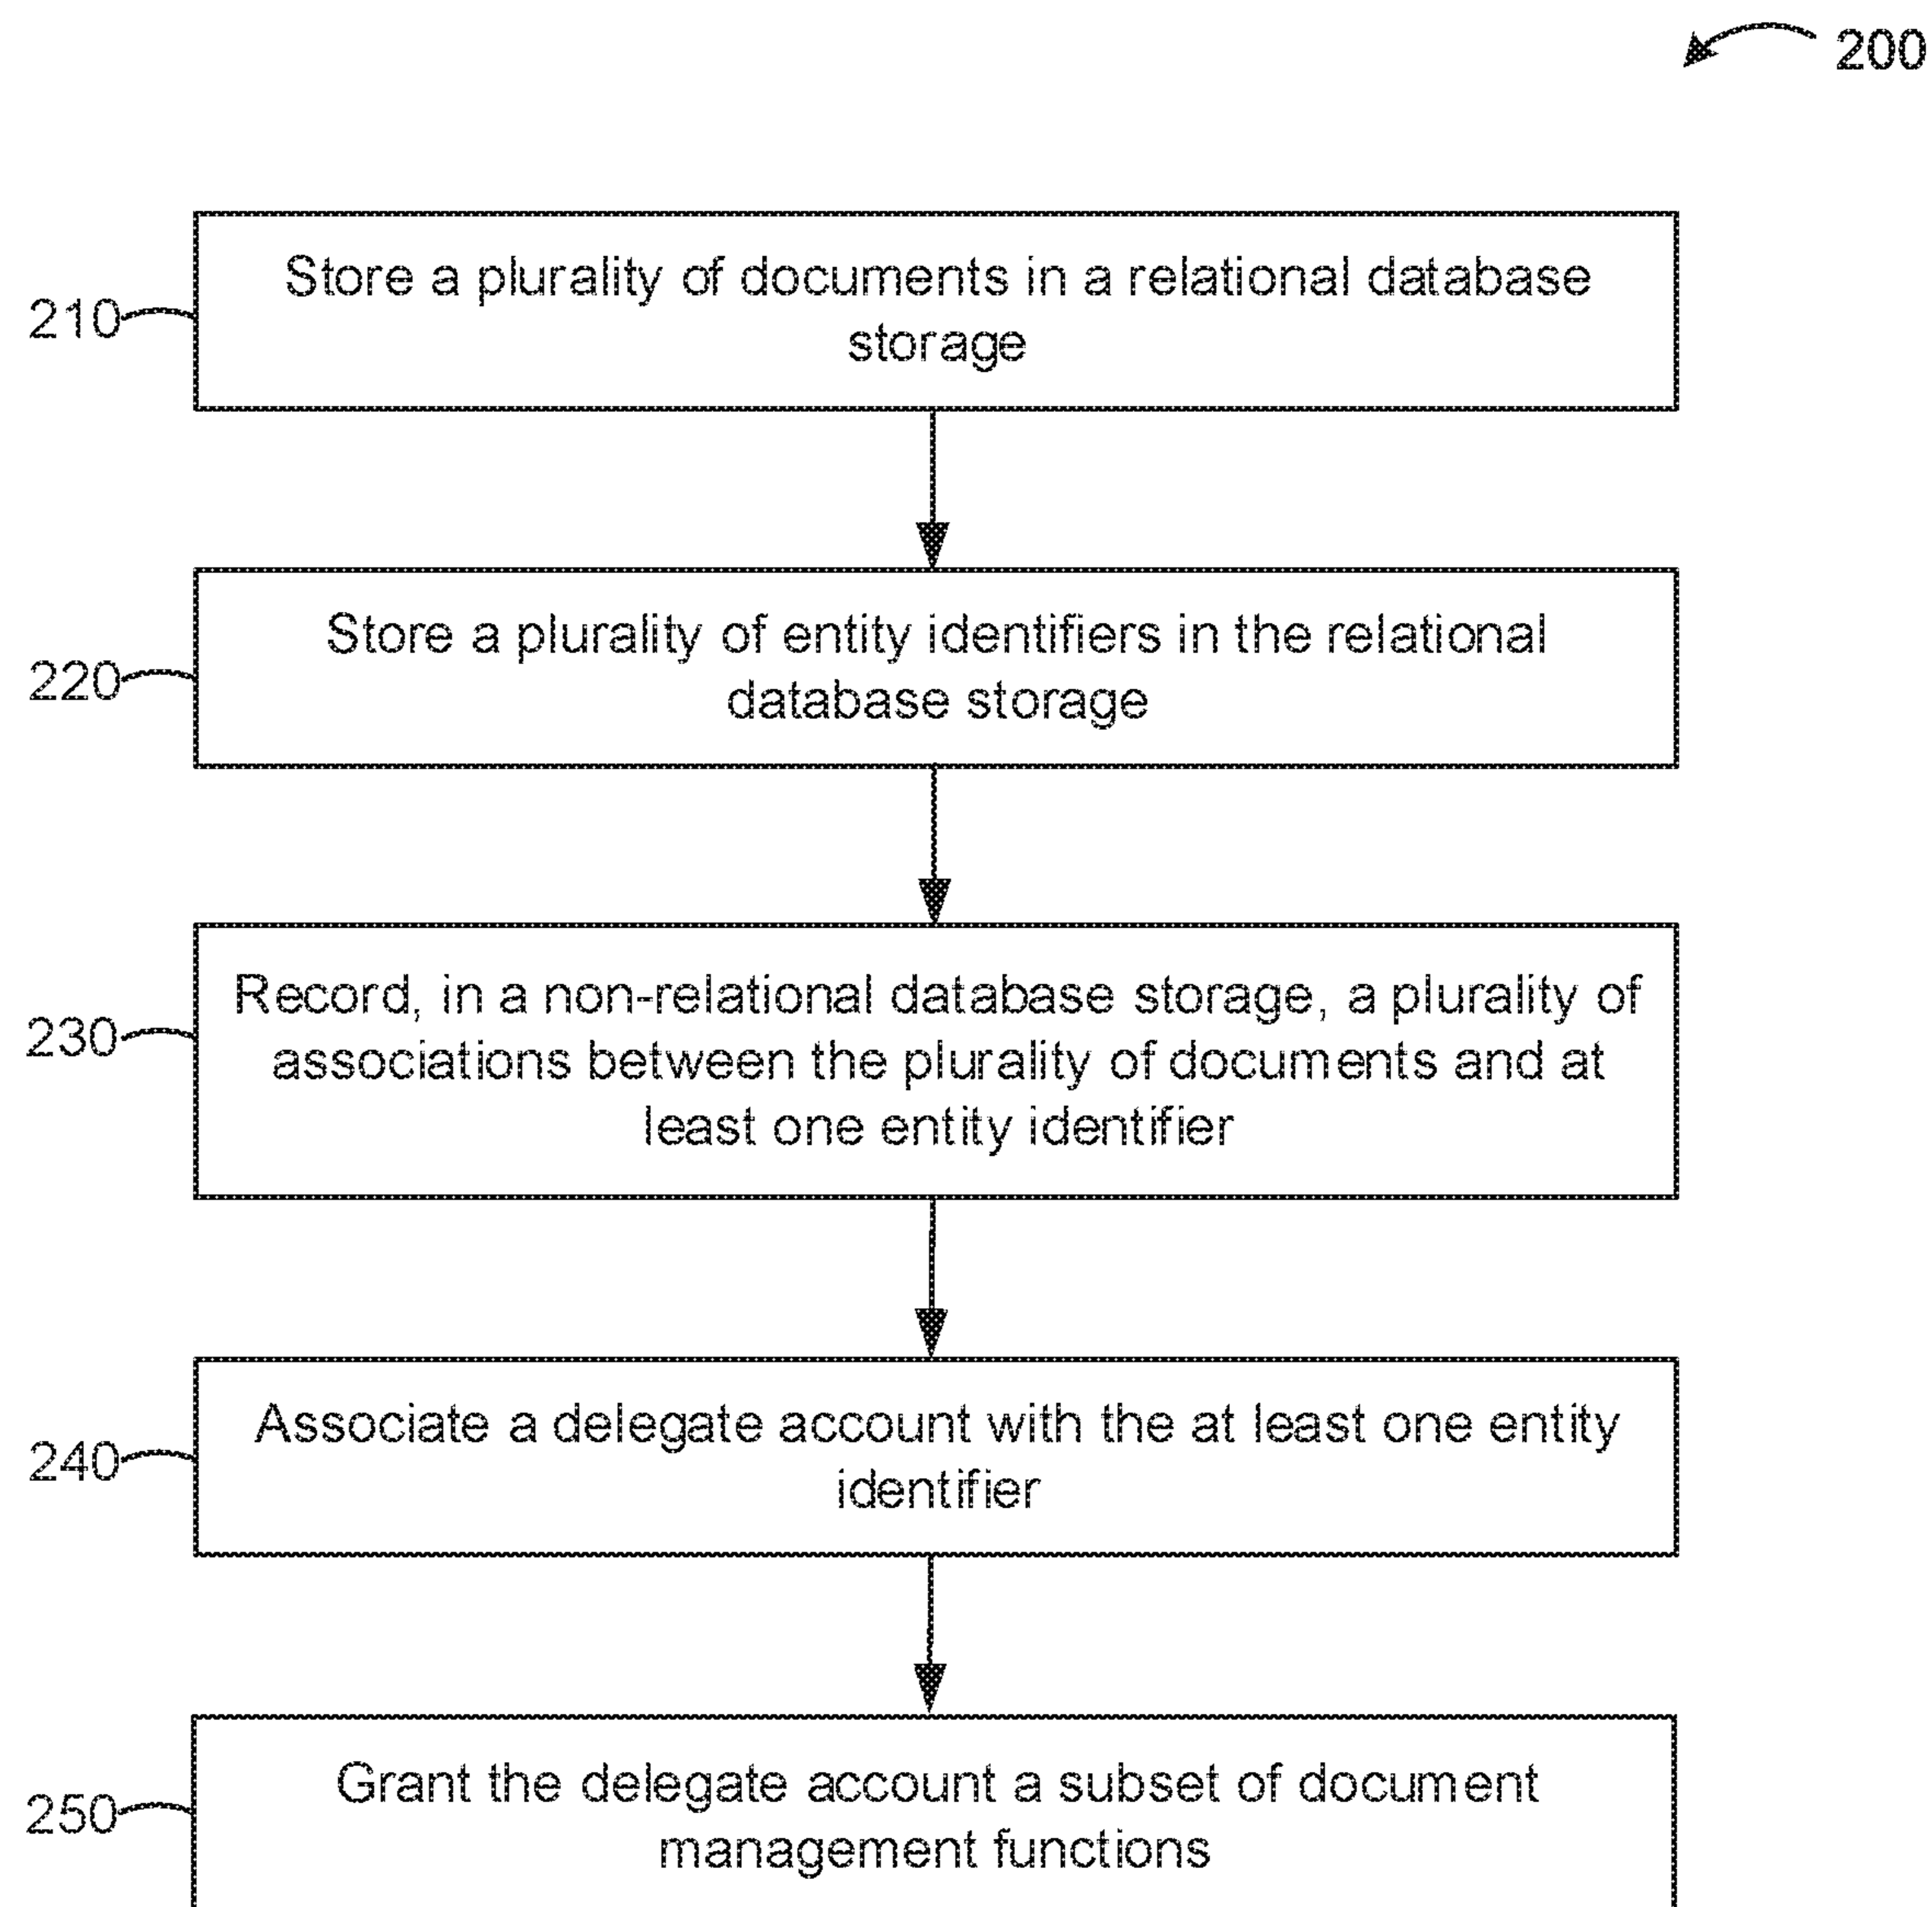 200
Store a plurality of documents in a relational database
storage
210
Store a plurality of entity identifiers in the relational
database storage
220
Record, in a non-relational database storage, a plurality of
associations between the plurality of documents and at
least one entity identifier
230
Associate a delegate account with the at least one entity
identifier
240
Grant the delegate account a subset of document
management functions
250